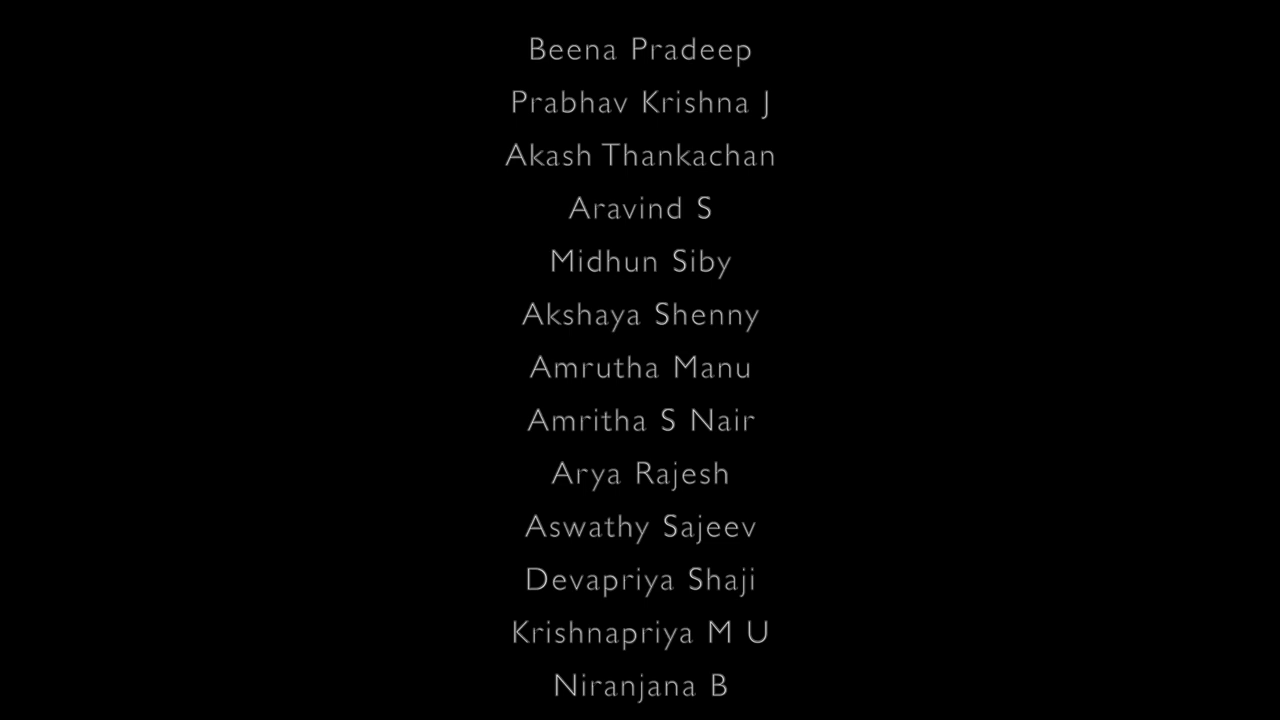 Beena Pradeep
Prabhav Krishna J
Akash Thankachan
Aravind S
Midhun Siby
Akshaya Shenny
Amrutha Manu
Amritha S Nair
Arya Rajesh
Aswathy Sajeev
Devapriya Shaji
Krishnapriya M U
Niranjana B